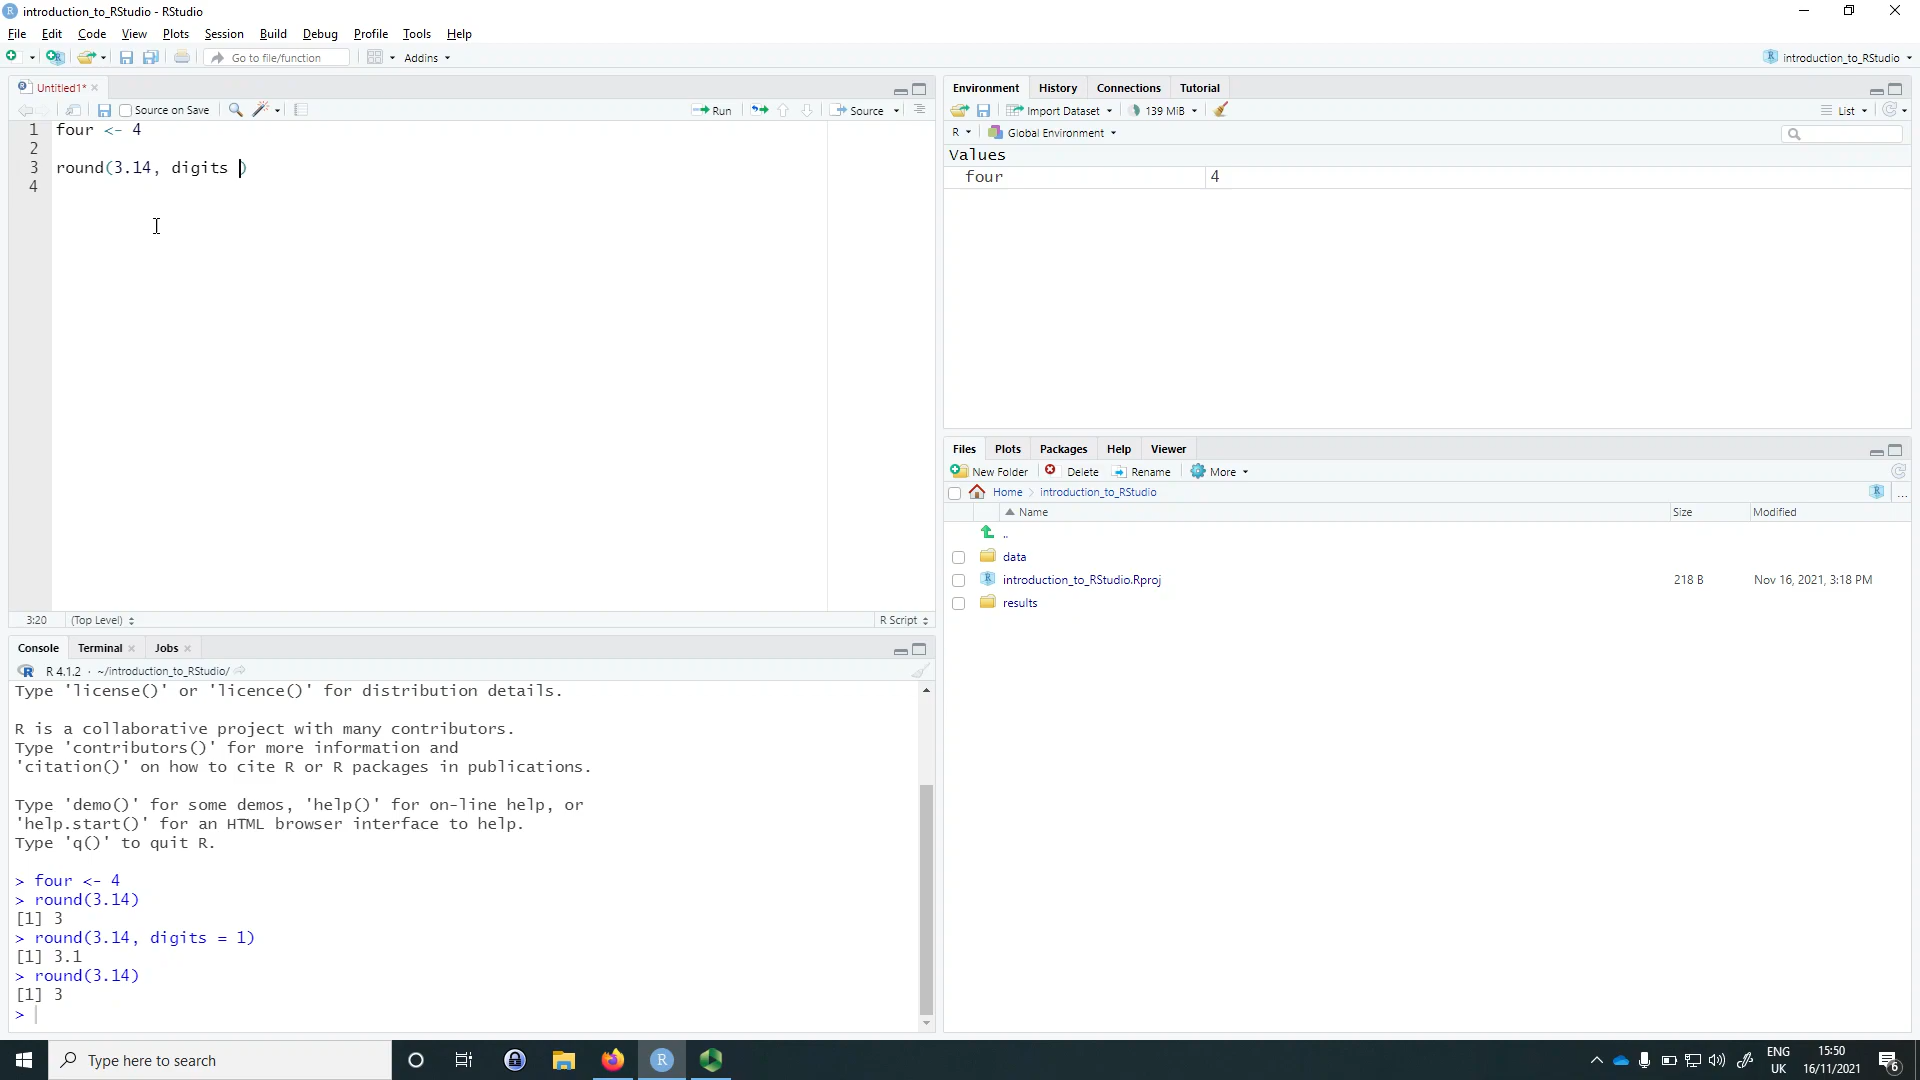 introduction_to_RStudio - RStudio
File Edit Code View Plots Session Build Debug Profile Tools Help
Go to file/function Addins introduction_to_RStudio
Untitled1*
Source on Save Run Source
1 four <- 4
2
3 round(3.14, digits )
4
3:20 (Top Level) R Script
Console Terminal Jobs
R 4.1.2 · ~/introduction_to_RStudio/
Type 'license()' or 'licence()' for distribution details.
R is a collaborative project with many contributors.
Type 'contributors()' for more information and
'citation()' on how to cite R or R packages in publications.
Type 'demo()' for some demos, 'help()' for on-line help, or
'help.start()' for an HTML browser interface to help.
Type 'q()' to quit R.
> four <- 4
> round(3.14)
[1] 3
> round(3.14, digits = 1)
[1] 3.1
> round(3.14)
[1] 3
>
Environment History Connections Tutorial
Import Dataset 139 MiB List
R Global Environment
Values
four 4
Files Plots Packages Help Viewer
New Folder Delete Rename More
Home introduction_to_RStudio ...
Name Size Modified
..
data
introduction_to_RStudio.Rproj 218 B Nov 16, 2021, 3:18 PM
results
Type here to search
ENG
UK
15:50
16/11/2021
6